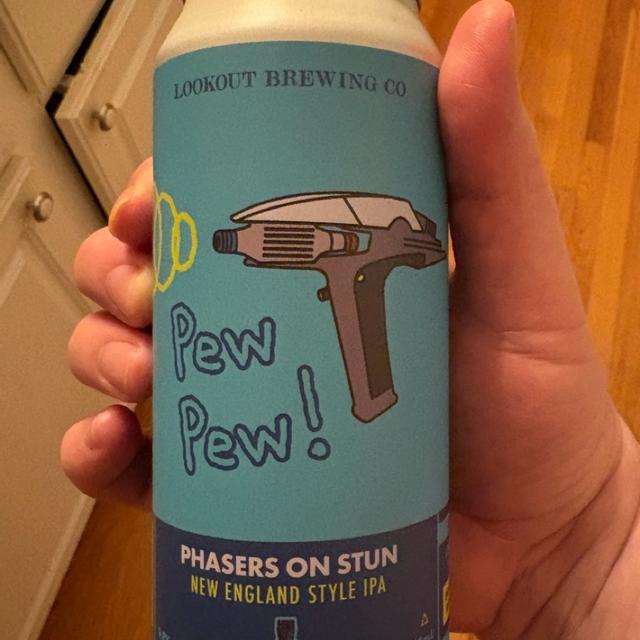 LOOKOUT BREWING CO
Pew
Pew!
PHASERS ON STUN
NEW ENGLAND STYLE IPA